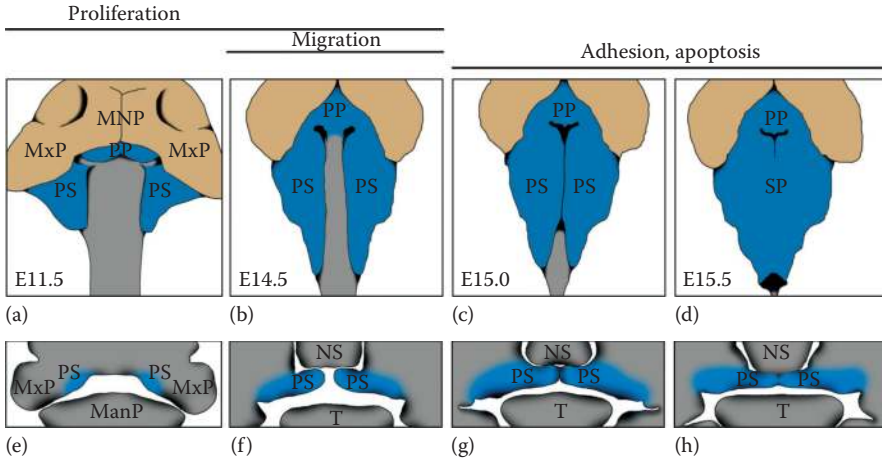 Proliferation
Migration
Adhesion, apoptosis
MNP
MxP
MxP
PP
PS
PS
E11.5
PP
PS
PS
E14.5
PP
PS
PS
E15.0
PP
SP
E15.5
(a)
(b)
(c)
(d)
PS
PS
MxP
MxP
ManP
NS
PS
PS
T
NS
PS
PS
T
NS
PS
PS
T
(e)
(f)
(g)
(h)